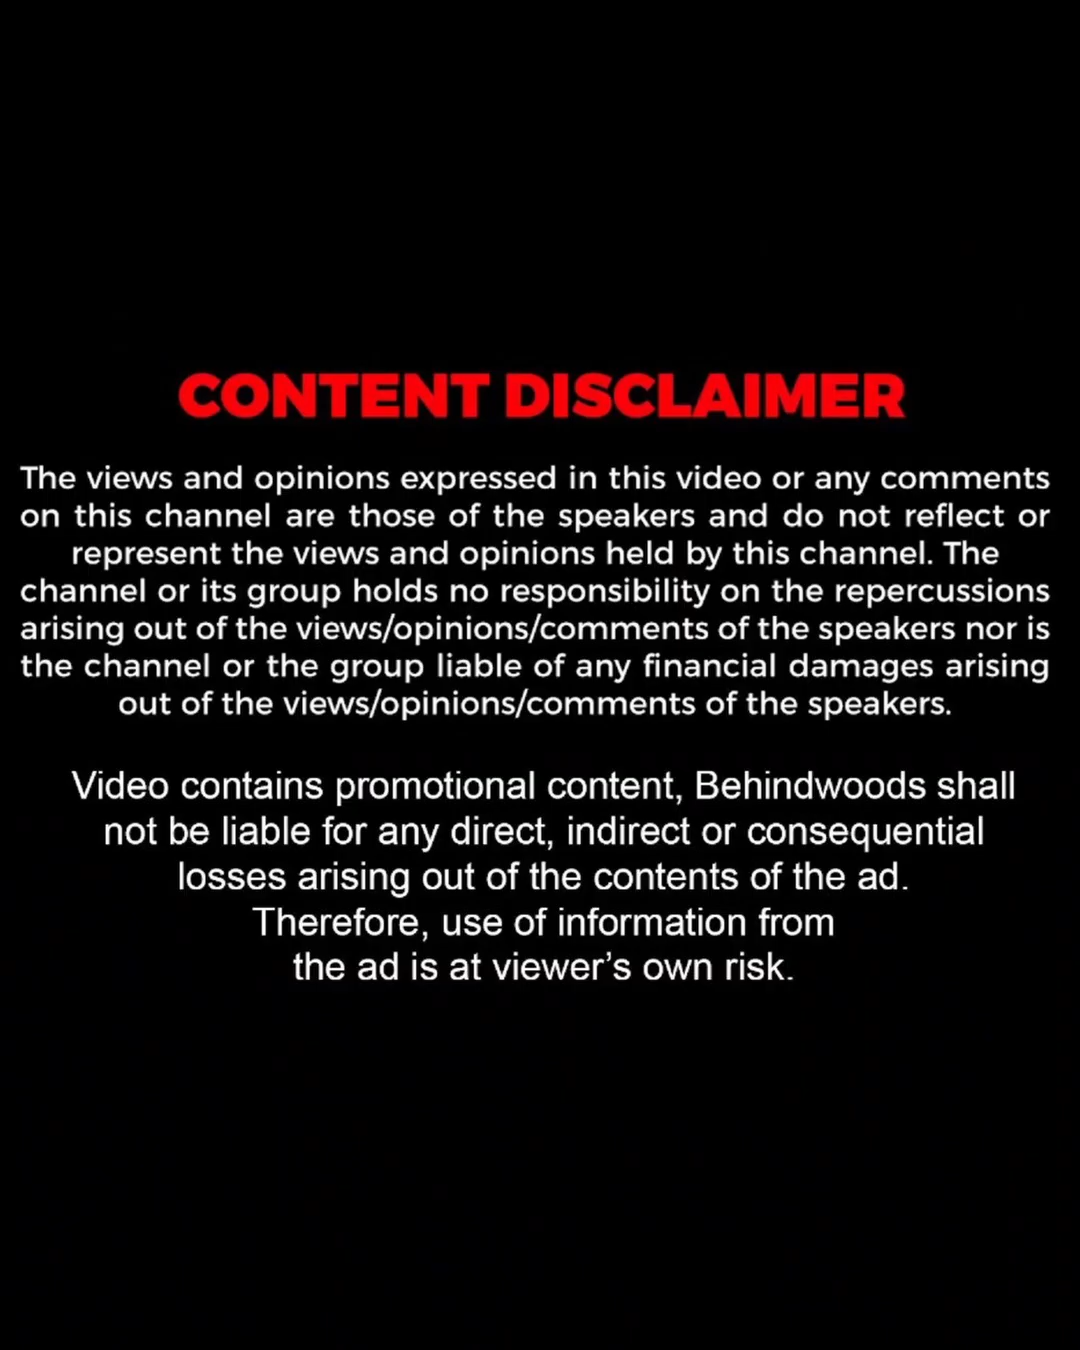 CONTENT DISCLAIMER
The views and opinions expressed in this video or any comments
on this channel are those of the speakers and do not reflect or
represent the views and opinions held by this channel. The
channel or its group holds no responsibility on the repercussions
arising out of the views/opinions/comments of the speakers nor is
the channel or the group liable of any financial damages arising
out of the views/opinions/comments of the speakers.
Video contains promotional content, Behindwoods shall
not be liable for any direct, indirect or consequential
losses arising out of the contents of the ad.
Therefore, use of information from
the ad is at viewer’s own risk.